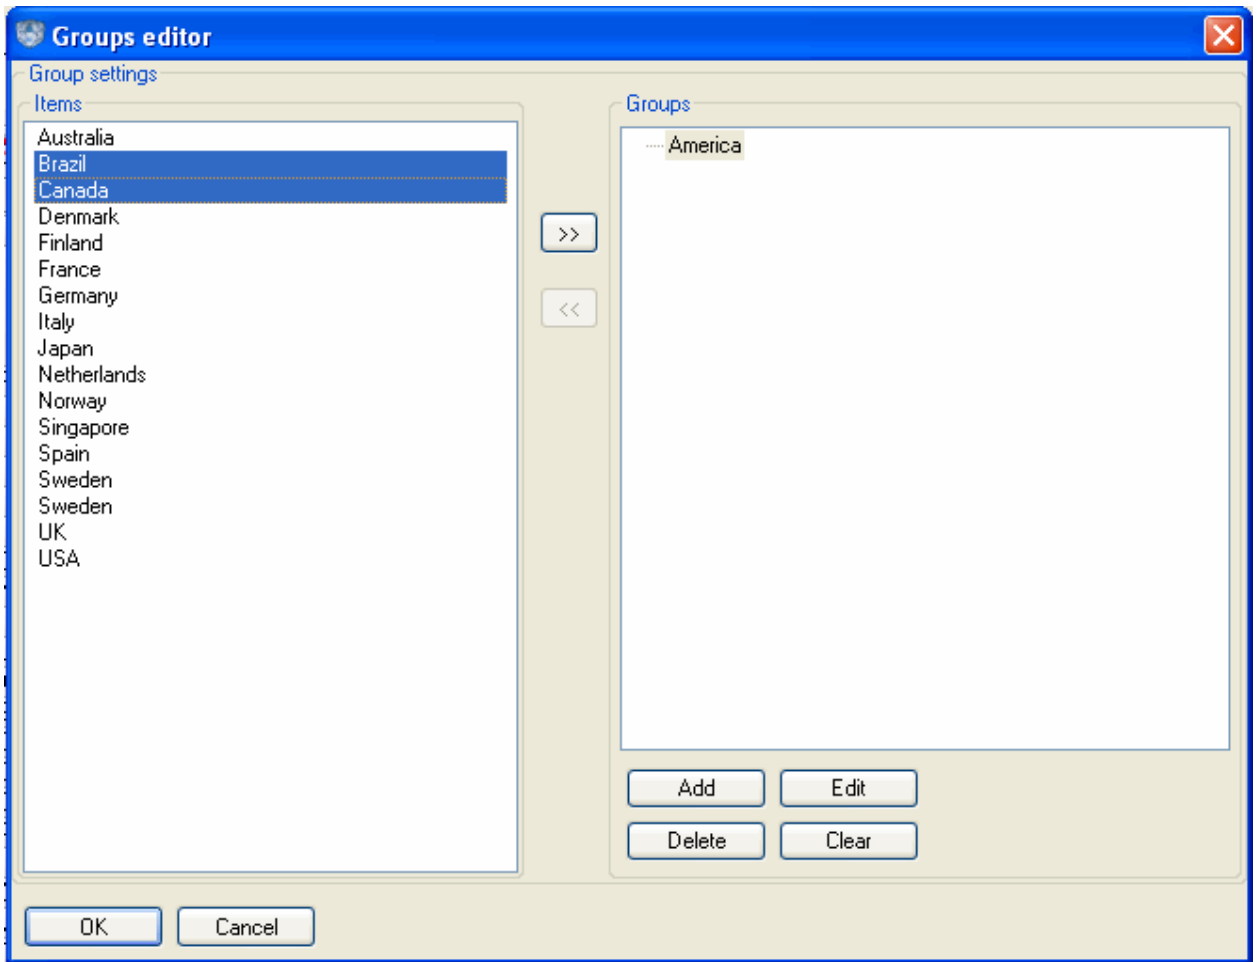 Groups editor
Group settings
Items
Australia
Brazil
Canada
Denmark
Finland
France
Germany
Italy
Japan
Netherlands
Norway
Singapore
Spain
Sweden
Sweden
UK
USA
>>
<<
Groups
America
Add
Edit
Delete
Clear
OK
Cancel